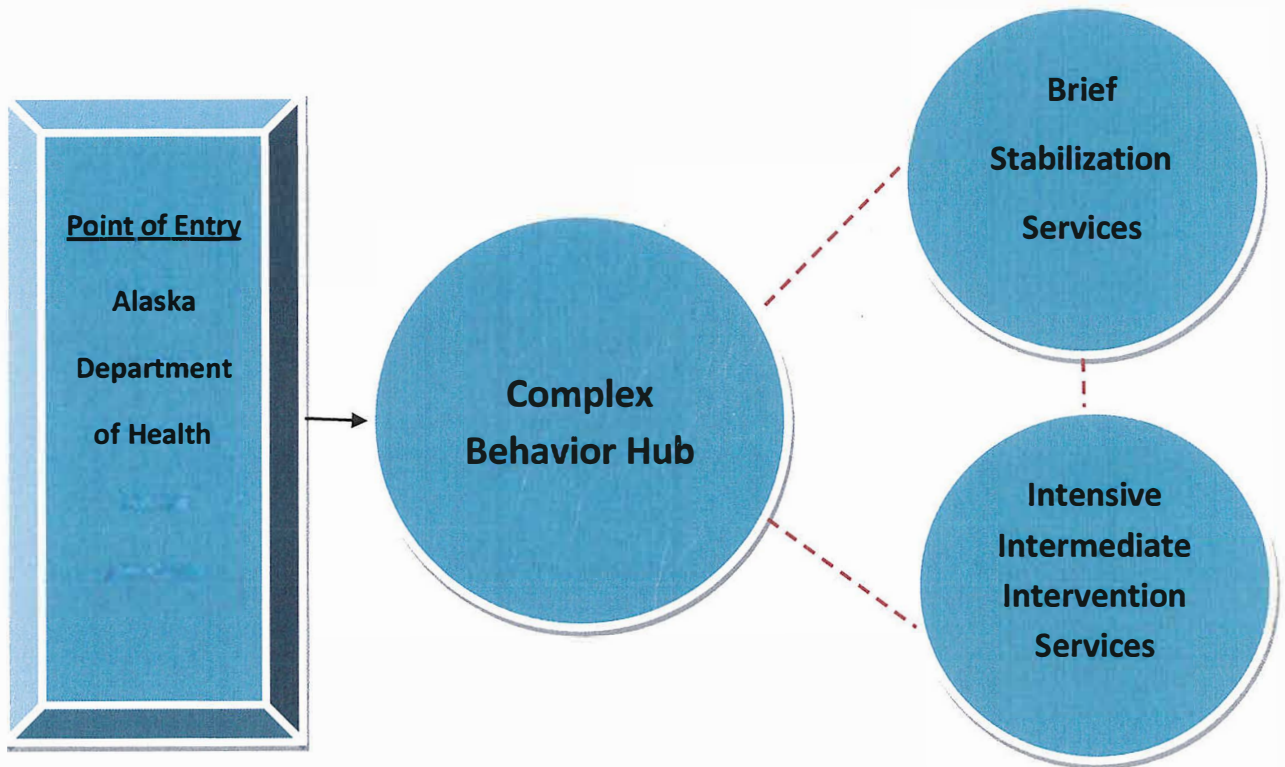 Point of Entry
Alaska
Department
of Health
Complex
Behavior Hub
Brief
Stabilization
Services
Intensive
Intermediate
Intervention
Services